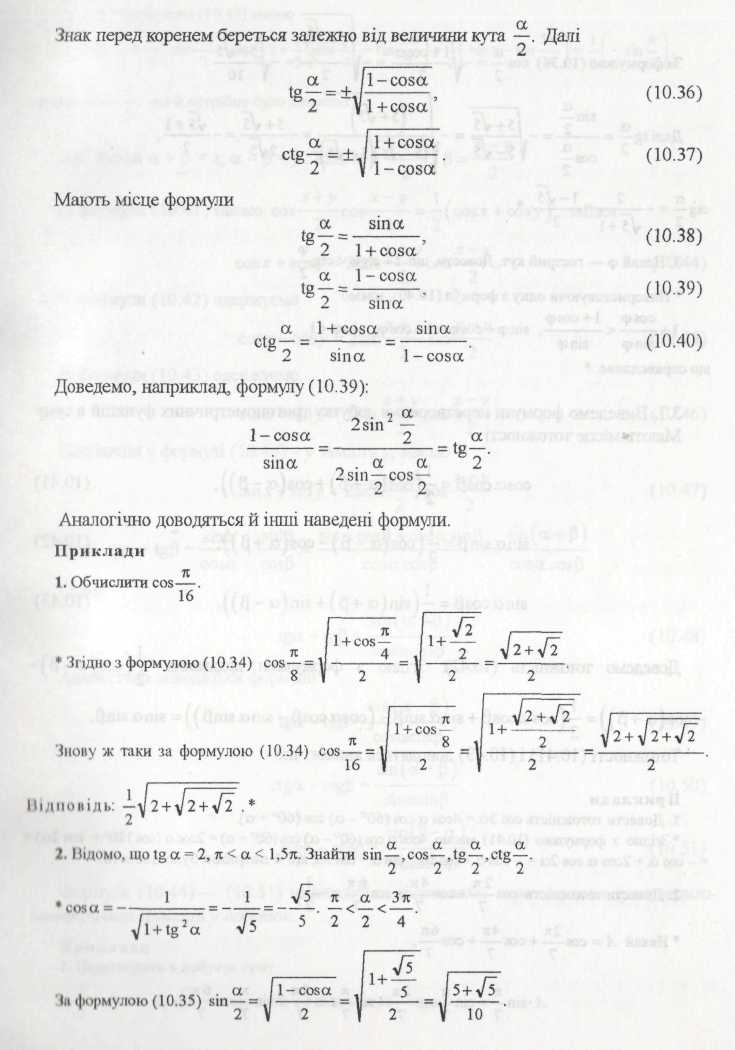 Знак перед коренем береться залежно від величини кута α/2. Далі
tg α/2 = ±√((1 − cosα)/(1 + cosα)), (10.36)
ctg α/2 = ±√((1 + cosα)/(1 − cosα)). (10.37)
Мають місце формули
tg α/2 = sinα/(1 + cosα), (10.38)
tg α/2 = (1 − cosα)/sinα, (10.39)
ctg α/2 = (1 + cosα)/sinα = sinα/(1 − cosα). (10.40)
Доведемо, наприклад, формулу (10.39):
(1 − cosα)/sinα = (2 sin² α/2)/(2 sin α/2 cos α/2) = tg α/2.
Аналогічно доводяться й інші наведені формули.
Приклади
1. Обчислити cos π/16.
* Згідно з формулою (10.34) cos π/8 = √((1 + cos π/4)/2) = √((1 + √2/2)/2) = √(2 + √2)/2.
Знову ж таки за формулою (10.34) cos π/16 = √((1 + cos π/8)/2) = √((1 + √(2 + √2)/2)/2) = √(2 + √(2 + √2))/2.
Відповідь: 1/2 √(2 + √(2 + √2)). *
2. Відомо, що tg α = 2, π < α < 1,5π. Знайти sin α/2, cos α/2, tg α/2, ctg α/2.
* cosα = − 1/√(1 + tg²α) = − 1/√5 = − √5/5. π/2 < α/2 < 3π/4.
За формулою (10.35) sin α/2 = √((1 − cosα)/2) = √((1 + √5/5)/2) = √((5 + √5)/10).